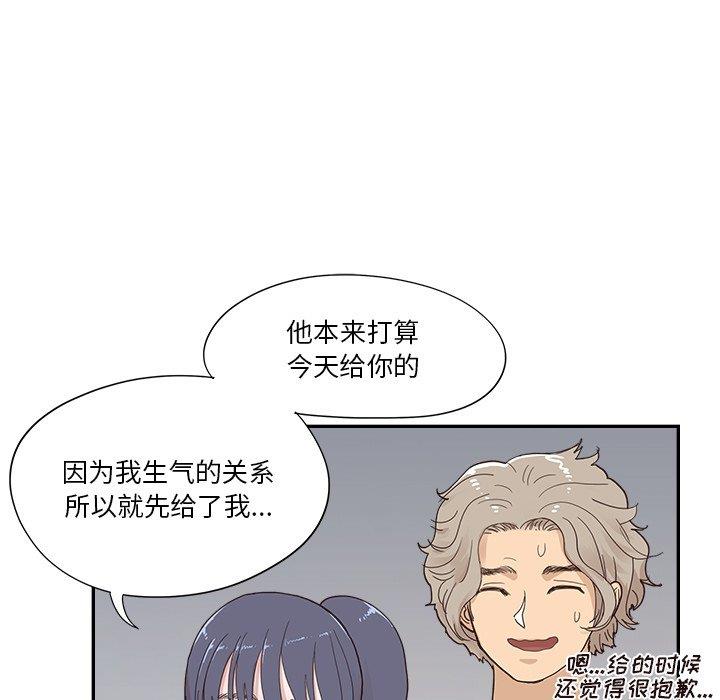 他本来打算
今天给你的
因为我生气的关系
所以就先给了我...
嗯...给的时候
还觉得很抱歉...